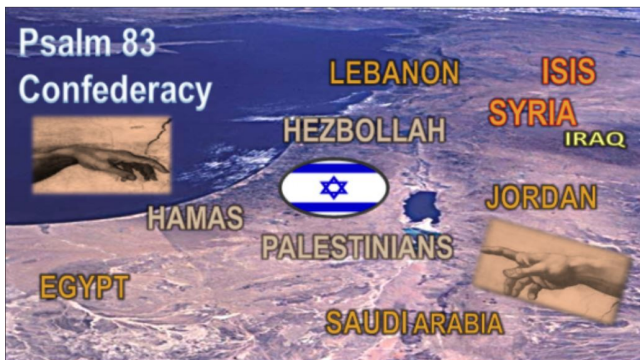 Psalm 83
Confederacy
LEBANON
ISIS
SYRIA
HEZBOLLAH
IRAQ
JORDAN
HAMAS
PALESTINIANS
EGYPT
SAUDI ARABIA